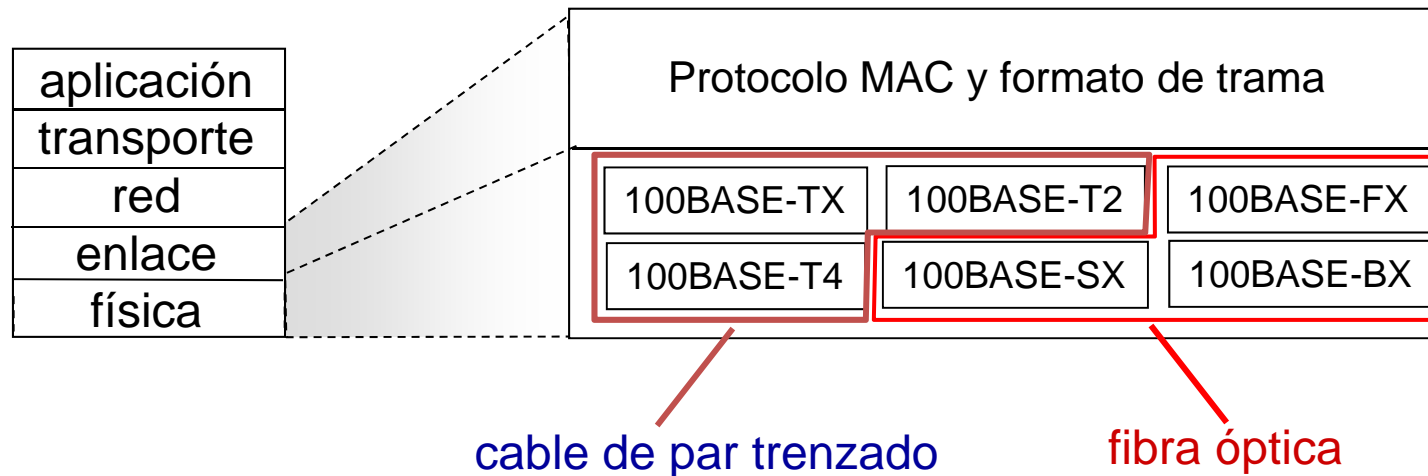 aplicación
transporte
red
enlace
física
Protocolo MAC y formato de trama
100BASE-TX
100BASE-T2
100BASE-FX
100BASE-T4
100BASE-SX
100BASE-BX
cable de par trenzado
fibra óptica